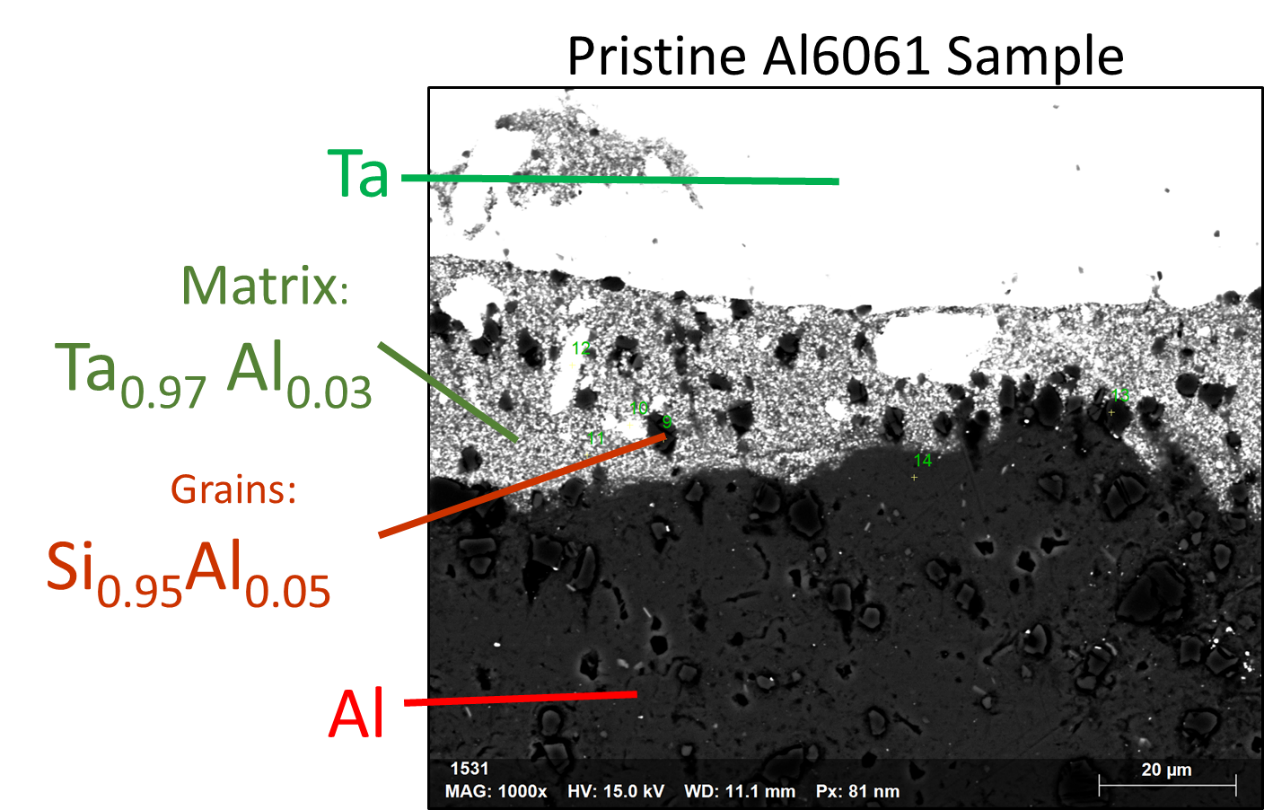 Pristine Al6061 Sample
Ta
Matrix:
Ta0.97 Al0.03
Grains:
Si0.95Al0.05
Al
12
10
9
11
15
14
1531
20 µm
MAG: 1000x HV: 15.0 kV WD: 11.1 mm Px: 81 nm